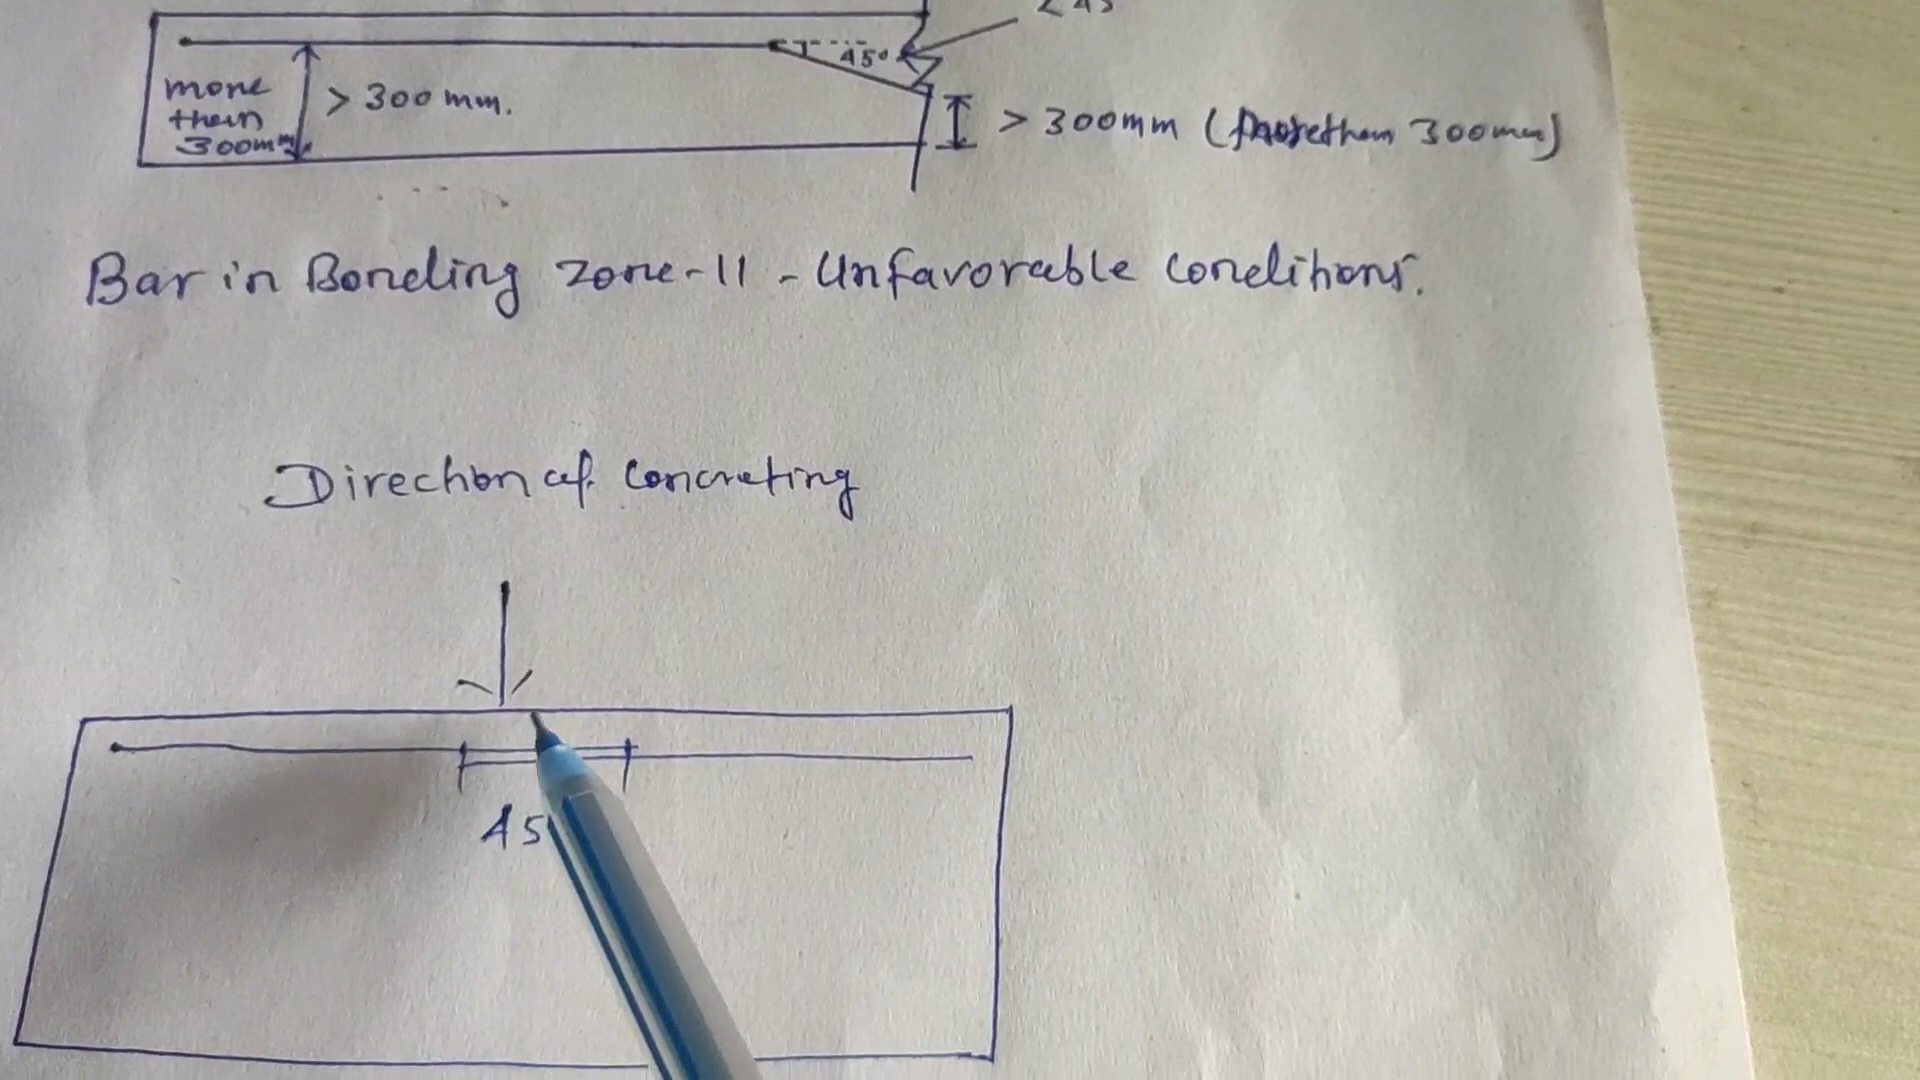 45°
more
than
300mm
> 300 mm.
> 300mm (more than 300mm)
Bar in Bonding zone-II - Unfavorable conditions.
Direction of concreting
45